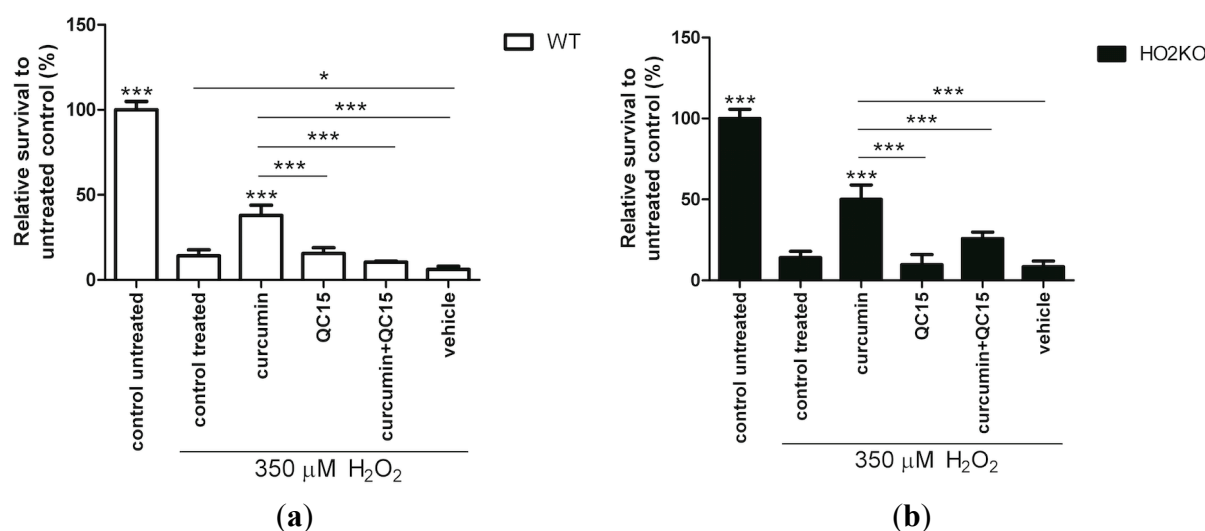 150
100
50
0
Relative survival to
untreated control (%)
WT
***
*
***
***
***
***
control untreated
control treated
curcumin
QC15
curcumin+QC15
vehicle
350 μM H₂O₂
(a)
150
100
50
0
Relative survival to
untreated control (%)
HO2KO
***
***
***
***
***
control untreated
control treated
curcumin
QC15
curcumin+QC15
vehicle
350 μM H₂O₂
(b)